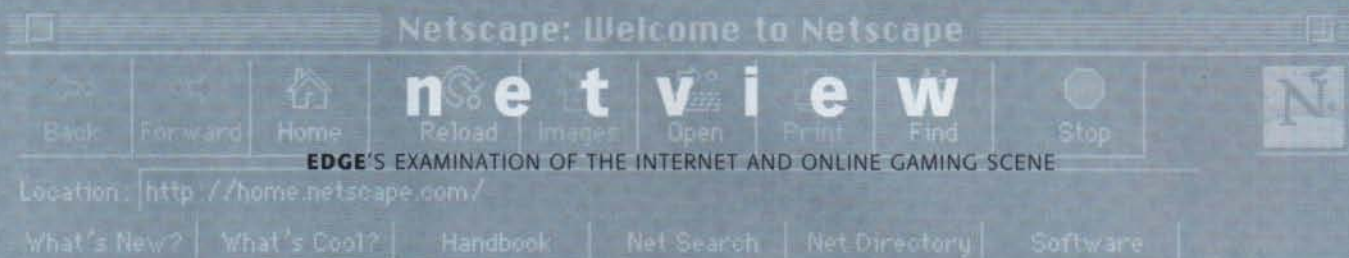 Netscape: Welcome to Netscape
netview
Back Forward Home Reload Images Open Print Find Stop
N
EDGE'S EXAMINATION OF THE INTERNET AND ONLINE GAMING SCENE
Location: http://home.netscape.com/
What's New? What's Cool? Handbook Net Search Net Directory Software